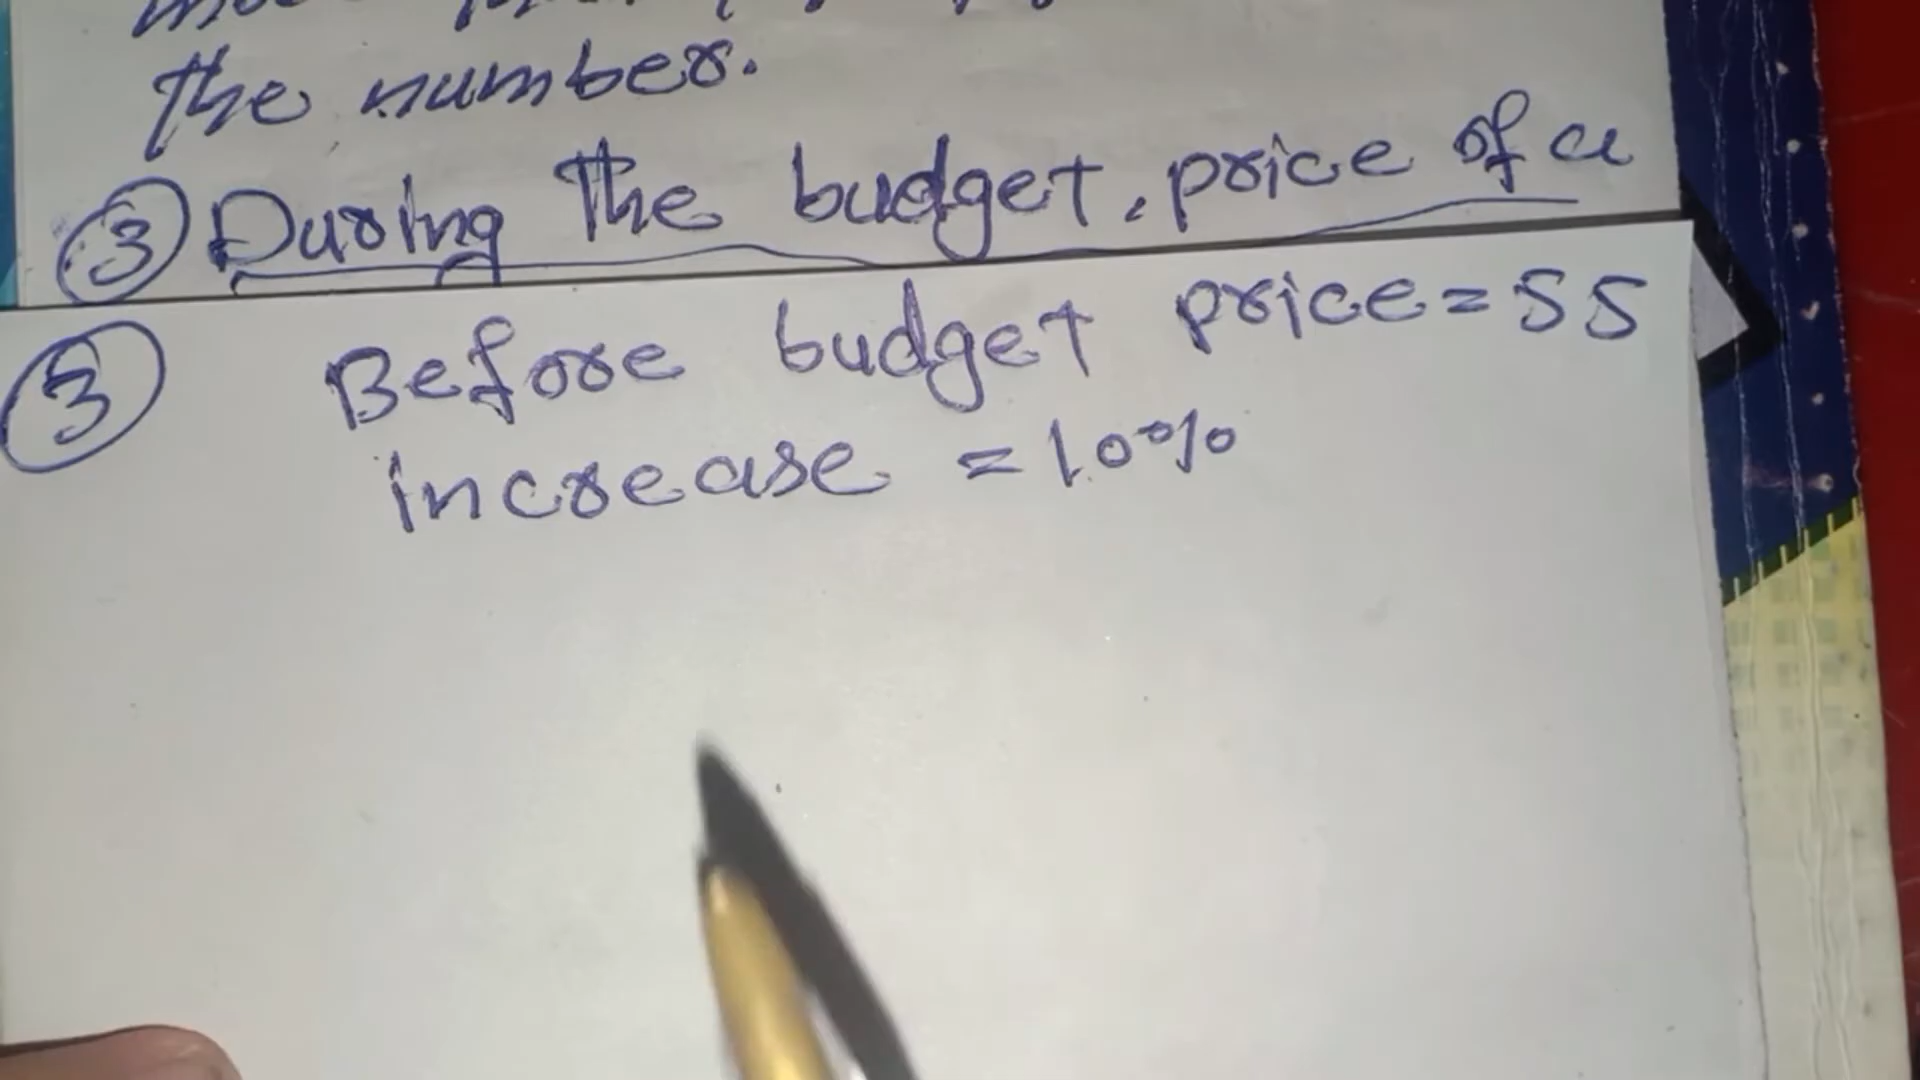 the number.
③ During the budget, price of a
③ Before budget price = 55
increase = 10%